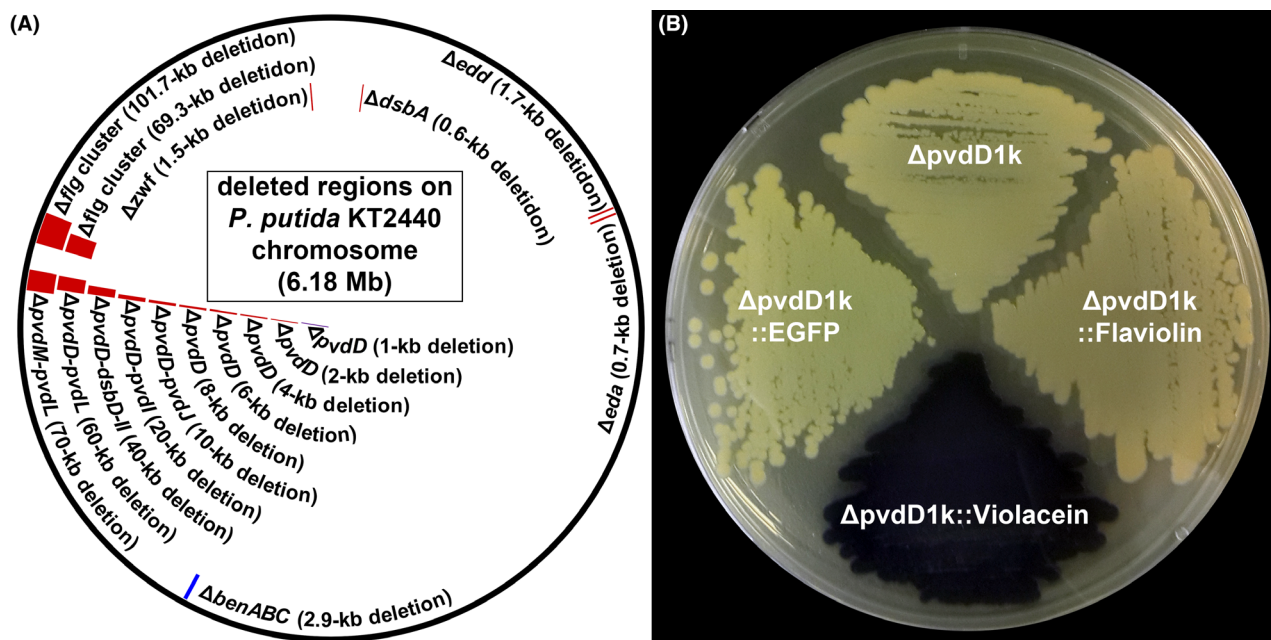 (A)
Δflg cluster (101.7-kb deletidon)
Δflg cluster (69.3-kb deletidon)
Δzwf (1.5-kb deletidon)
ΔdsbA (0.6-kb deletidon)
Δedd (1.7-kb deletidon)
Δeda (0.7-kb deletion)
deleted regions on
P. putida KT2440
chromosome
(6.18 Mb)
ΔpvdM-pvdL (70-kb deletion)
ΔpvdD-pvdL (60-kb deletion)
ΔpvdD-dsbD-II (40-kb deletion)
ΔpvdD-pvdI (20-kb deletion)
ΔpvdD-pvdJ (10-kb deletion)
ΔpvdD (8-kb deletion)
ΔpvdD (6-kb deletion)
ΔpvdD (4-kb deletion)
ΔpvdD (2-kb deletion)
ΔpvdD (1-kb deletion)
ΔbenABC (2.9-kb deletion)
(B)
ΔpvdD1k
ΔpvdD1k
::EGFP
ΔpvdD1k
::Flaviolin
ΔpvdD1k::Violacein